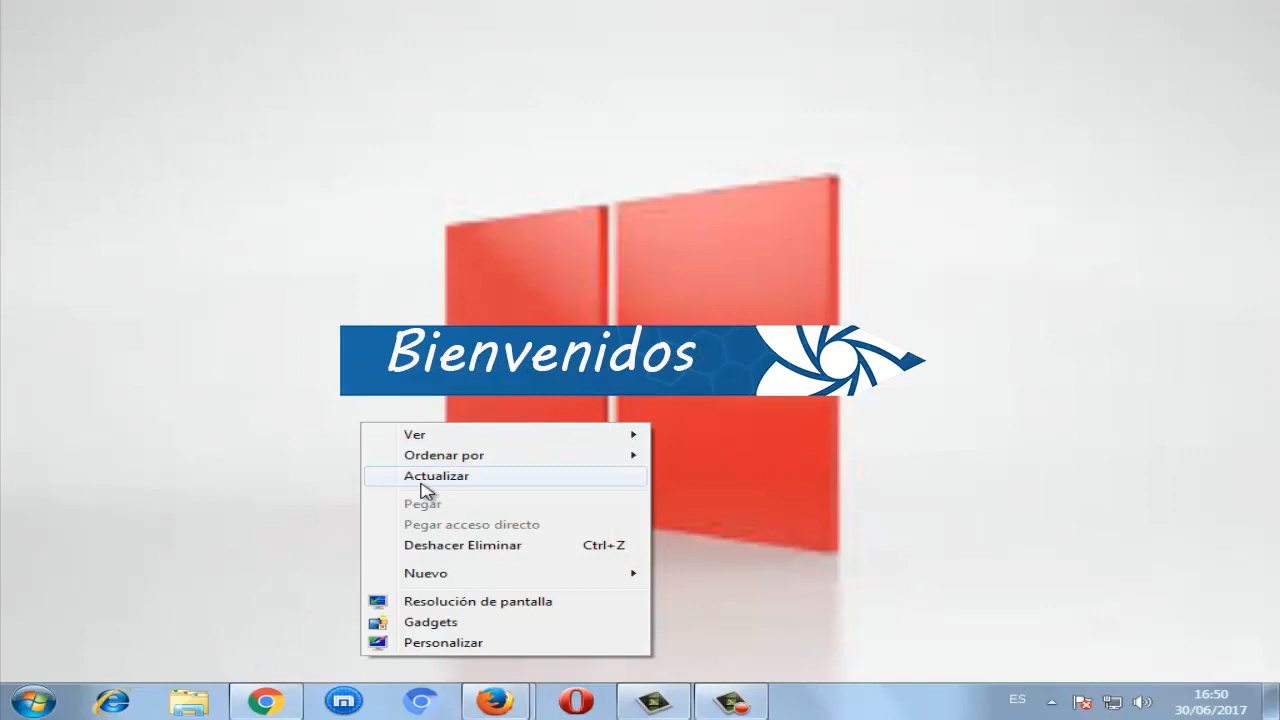 Bienvenidos
Ver
Ordenar por
Actualizar
Pegar
Pegar acceso directo
Deshacer Eliminar Ctrl+Z
Nuevo
Resolución de pantalla
Gadgets
Personalizar
ES
16:50
30/06/2017